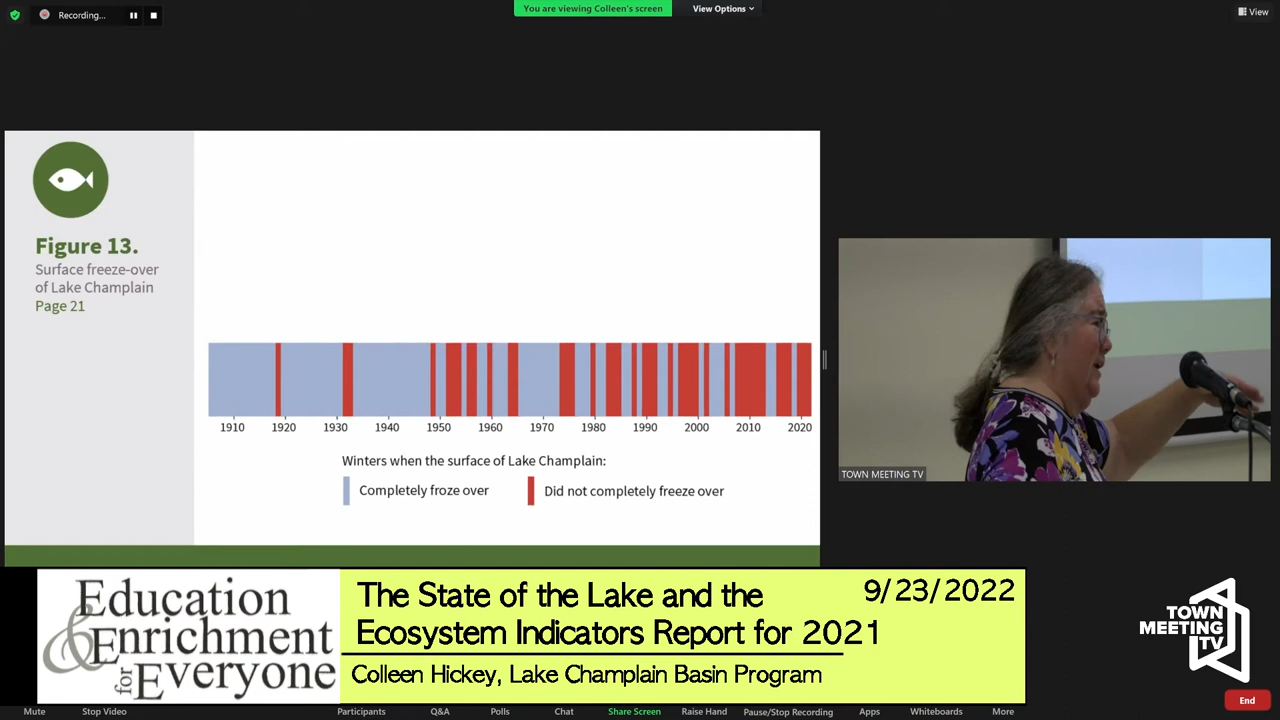 Recording...
You are viewing Colleen's screen
View Options
View
Figure 13.
Surface freeze-over
of Lake Champlain
Page 21
1910 1920 1930 1940 1950 1960 1970 1980 1990 2000 2010 2020
Winters when the surface of Lake Champlain:
Completely froze over
Did not completely freeze over
TOWN MEETING TV
Education
& Enrichment
for Everyone
The State of the Lake and the
Ecosystem Indicators Report for 2021
9/23/2022
Colleen Hickey, Lake Champlain Basin Program
TOWN
MEETING
TV
Mute Stop Video Participants Q&A Polls Chat Share Screen Raise Hand Pause/Stop Recording Apps Whiteboards More
End